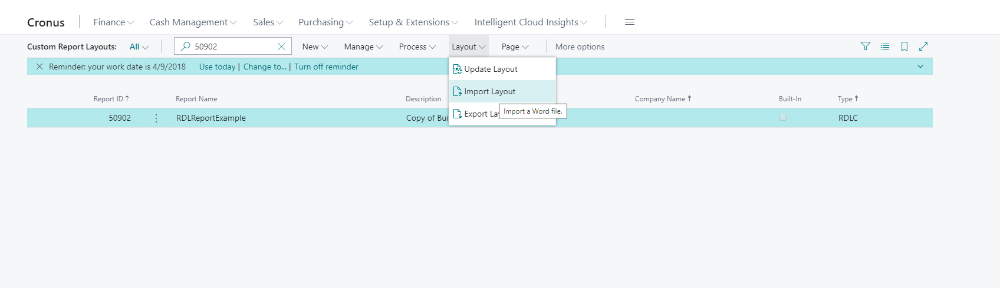 Cronus Finance Cash Management Sales Purchasing Setup & Extensions Intelligent Cloud Insights
Custom Report Layouts: All 50902 New Manage Process Layout Page More options
Reminder: your work date is 4/9/2018 Use today | Change to... | Turn off reminder
Update Layout
Import Layout
Export La
Import a Word file.
Report ID ↑ Report Name Description Company Name ↑ Built-In Type ↑
50902 RDLReportExample Copy of Bui RDLC